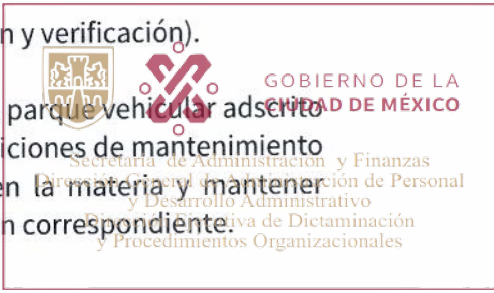 n y verificación).
GOBIERNO DE LA
CIUDAD DE MÉXICO
parque vehicular adscrito
iciones de mantenimiento
Secretaría de Administración y Finanzas
en la materia y mantener
Dirección General de Administración de Personal
y Desarrollo Administrativo
n correspondiente.
Dirección Ejecutiva de Dictaminación
y Procedimientos Organizacionales